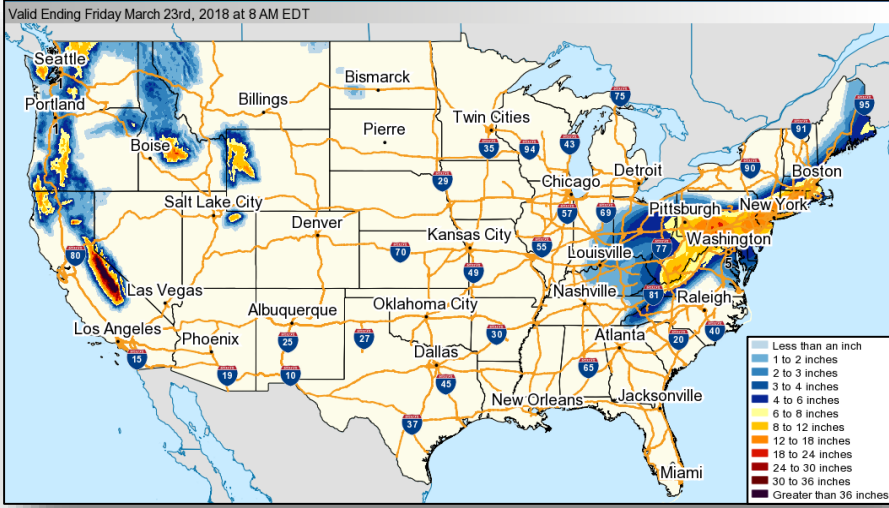 Valid Ending Friday March 23rd, 2018 at 8 AM EDT
Seattle
Bismarck
75
95
Portland
Billings
Twin Cities
91
Pierre
43
Boise
35
94
90
Boston
Detroit
29
Chicago
Salt Lake City
57
69
Pittsburgh
New York
Denver
Kansas City
Washington
80
70
55
77
Louisville
49
Las Vegas
Nashville
81
Raleigh
Albuquerque
Oklahoma City
Los Angeles
Phoenix
25
27
30
Atlanta
20
40
15
Dallas
19
10
45
65
New Orleans
Jacksonville
37
Miami
Less than an inch
1 to 2 inches
2 to 3 inches
3 to 4 inches
4 to 6 inches
6 to 8 inches
8 to 12 inches
12 to 18 inches
18 to 24 inches
24 to 30 inches
30 to 36 inches
Greater than 36 inches